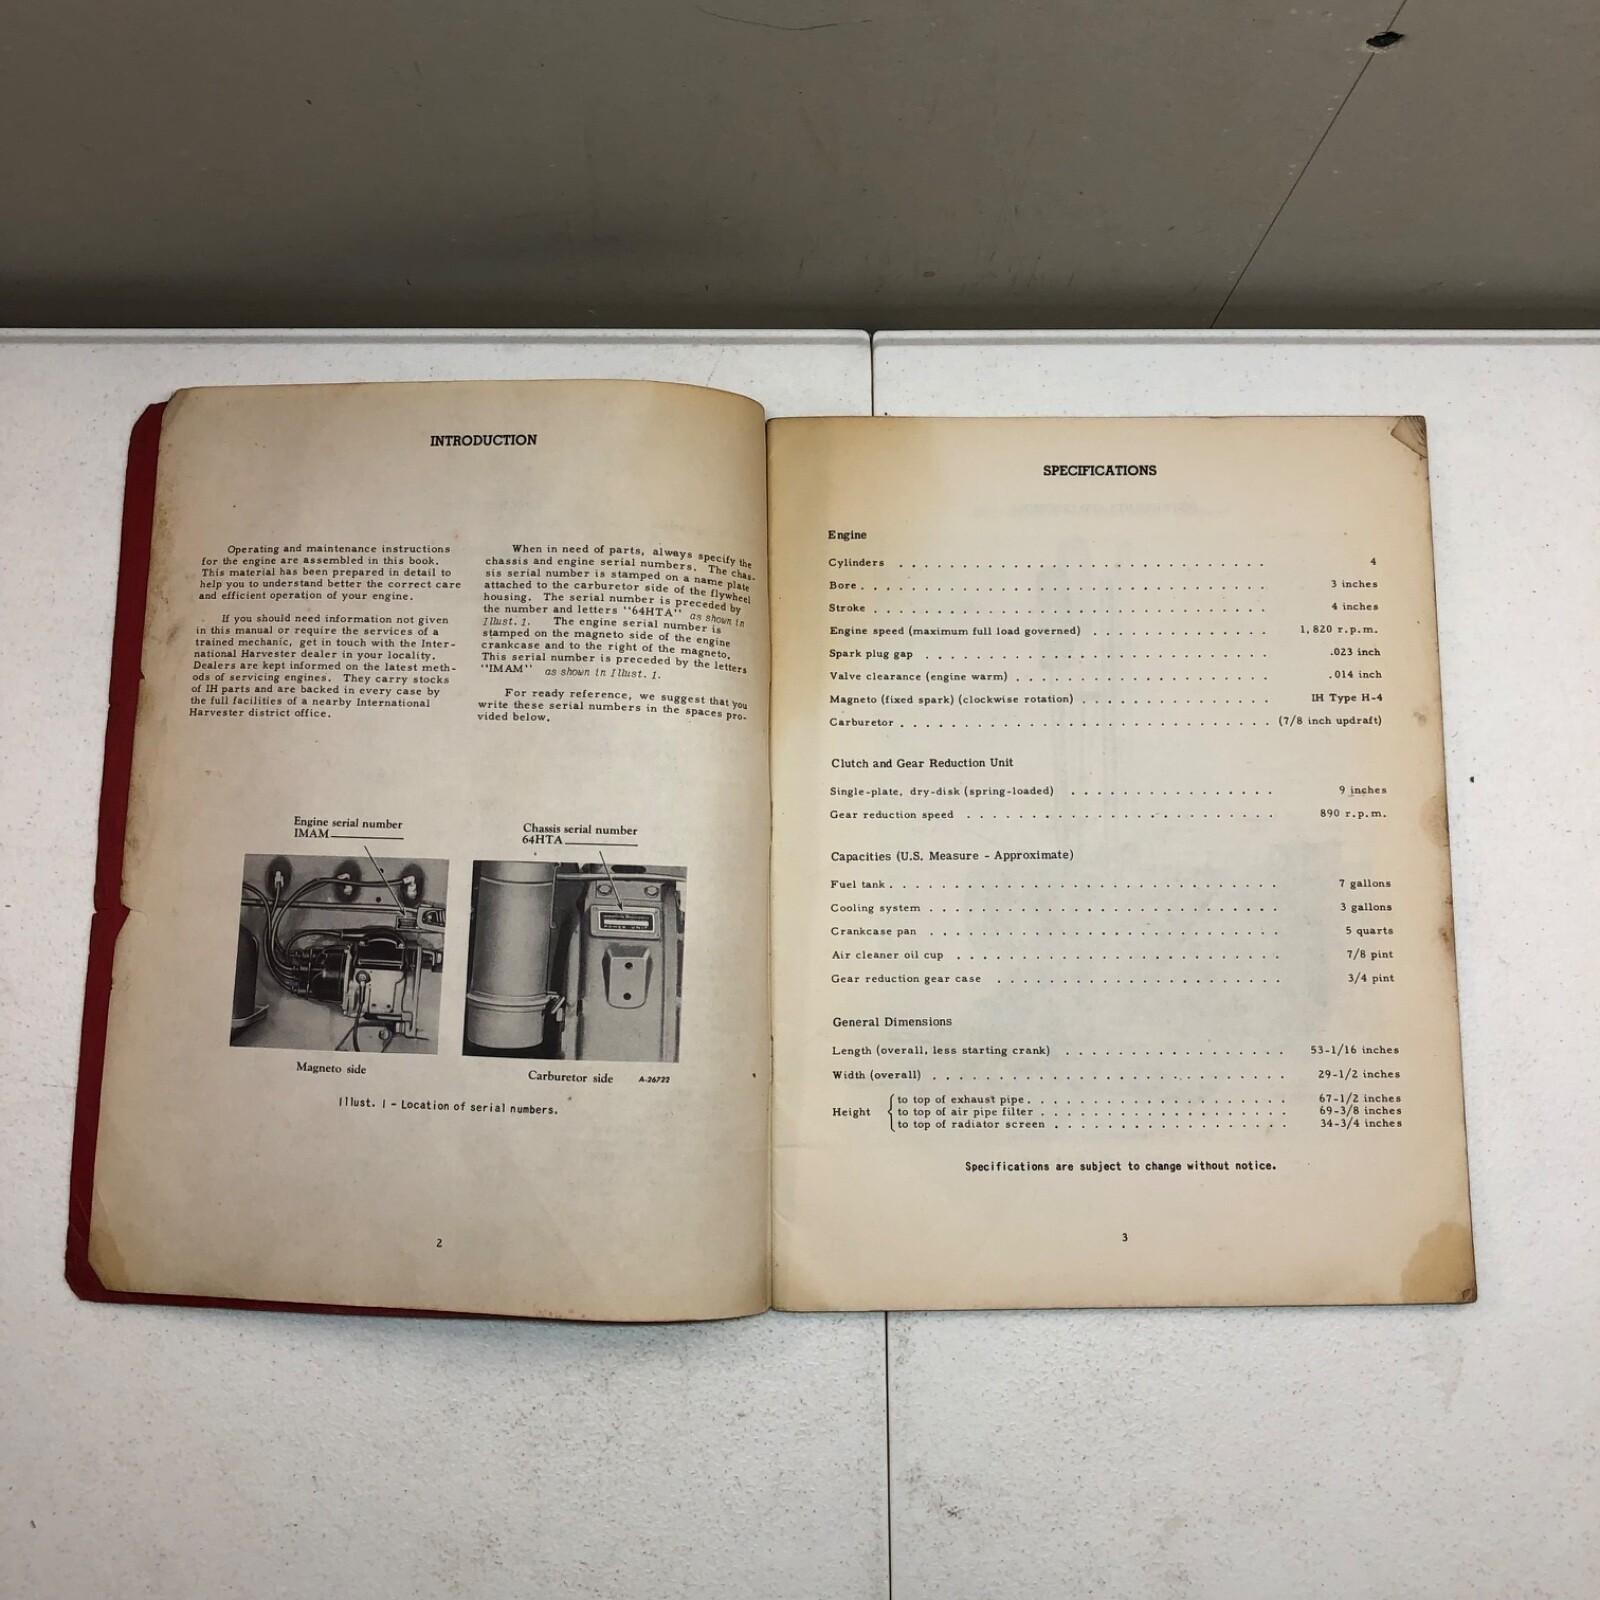 INTRODUCTION
Operating and maintenance instructions
for the engine are assembled in this book.
This material has been prepared in detail to
help you to understand better the correct care
and efficient operation of your engine.
If you should need information not given
in this manual or require the services of a
trained mechanic, get in touch with the Inter-
national Harvester dealer in your locality.
Dealers are kept informed on the latest meth-
ods of servicing engines. They carry stocks
of IH parts and are backed in every case by
the full facilities of a nearby International
Harvester district office.
When in need of parts, always specify the
chassis and engine serial numbers. The chas-
sis serial number is stamped on a name plate
attached to the carburetor side of the flywheel
housing. The serial number is preceded by
the number and letters "64HTA" as shown in
Illust. 1. The engine serial number is
stamped on the magneto side of the engine
crankcase and to the right of the magneto.
This serial number is preceded by the letters
"IMAM" as shown in Illust. 1.
For ready reference, we suggest that you
write these serial numbers in the spaces pro-
vided below.
Engine serial number
IMAM
Chassis serial number
64HTA
POWER UNIT
Magneto side
Carburetor side A-26722
Illust. 1 - Location of serial numbers.
2
SPECIFICATIONS
Engine
Cylinders . . . . . . . . . . 4
Bore . . . . . . . . . . 3 inches
Stroke . . . . . . . . . . 4 inches
Engine speed (maximum full load governed) . . . . . . . . . . 1,820 r.p.m.
Spark plug gap . . . . . . . . . . .023 inch
Valve clearance (engine warm) . . . . . . . . . . .014 inch
Magneto (fixed spark) (clockwise rotation) . . . . . . . . . . IH Type H-4
Carburetor . . . . . . . . . . (7/8 inch updraft)
Clutch and Gear Reduction Unit
Single-plate, dry-disk (spring-loaded) . . . . . . . . . . 9 inches
Gear reduction speed . . . . . . . . . . 890 r.p.m.
Capacities (U.S. Measure - Approximate)
Fuel tank . . . . . . . . . . 7 gallons
Cooling system . . . . . . . . . . 3 gallons
Crankcase pan . . . . . . . . . . 5 quarts
Air cleaner oil cup . . . . . . . . . . 7/8 pint
Gear reduction gear case . . . . . . . . . . 3/4 pint
General Dimensions
Length (overall, less starting crank) . . . . . . . . . . 53-1/16 inches
Width (overall) . . . . . . . . . . 29-1/2 inches
Height
to top of exhaust pipe . . . . . . . . . . 67-1/2 inches
to top of air pipe filter . . . . . . . . . . 69-3/8 inches
to top of radiator screen . . . . . . . . . . 34-3/4 inches
Specifications are subject to change without notice.
3